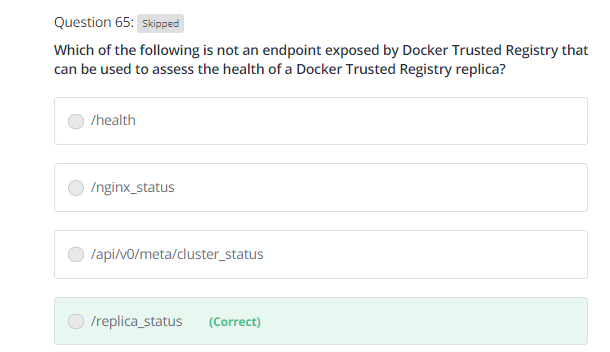 Question 65: Skipped
Which of the following is not an endpoint exposed by Docker Trusted Registry that
can be used to assess the health of a Docker Trusted Registry replica?
/health
/nginx_status
/api/v0/meta/cluster_status
/replica_status (Correct)